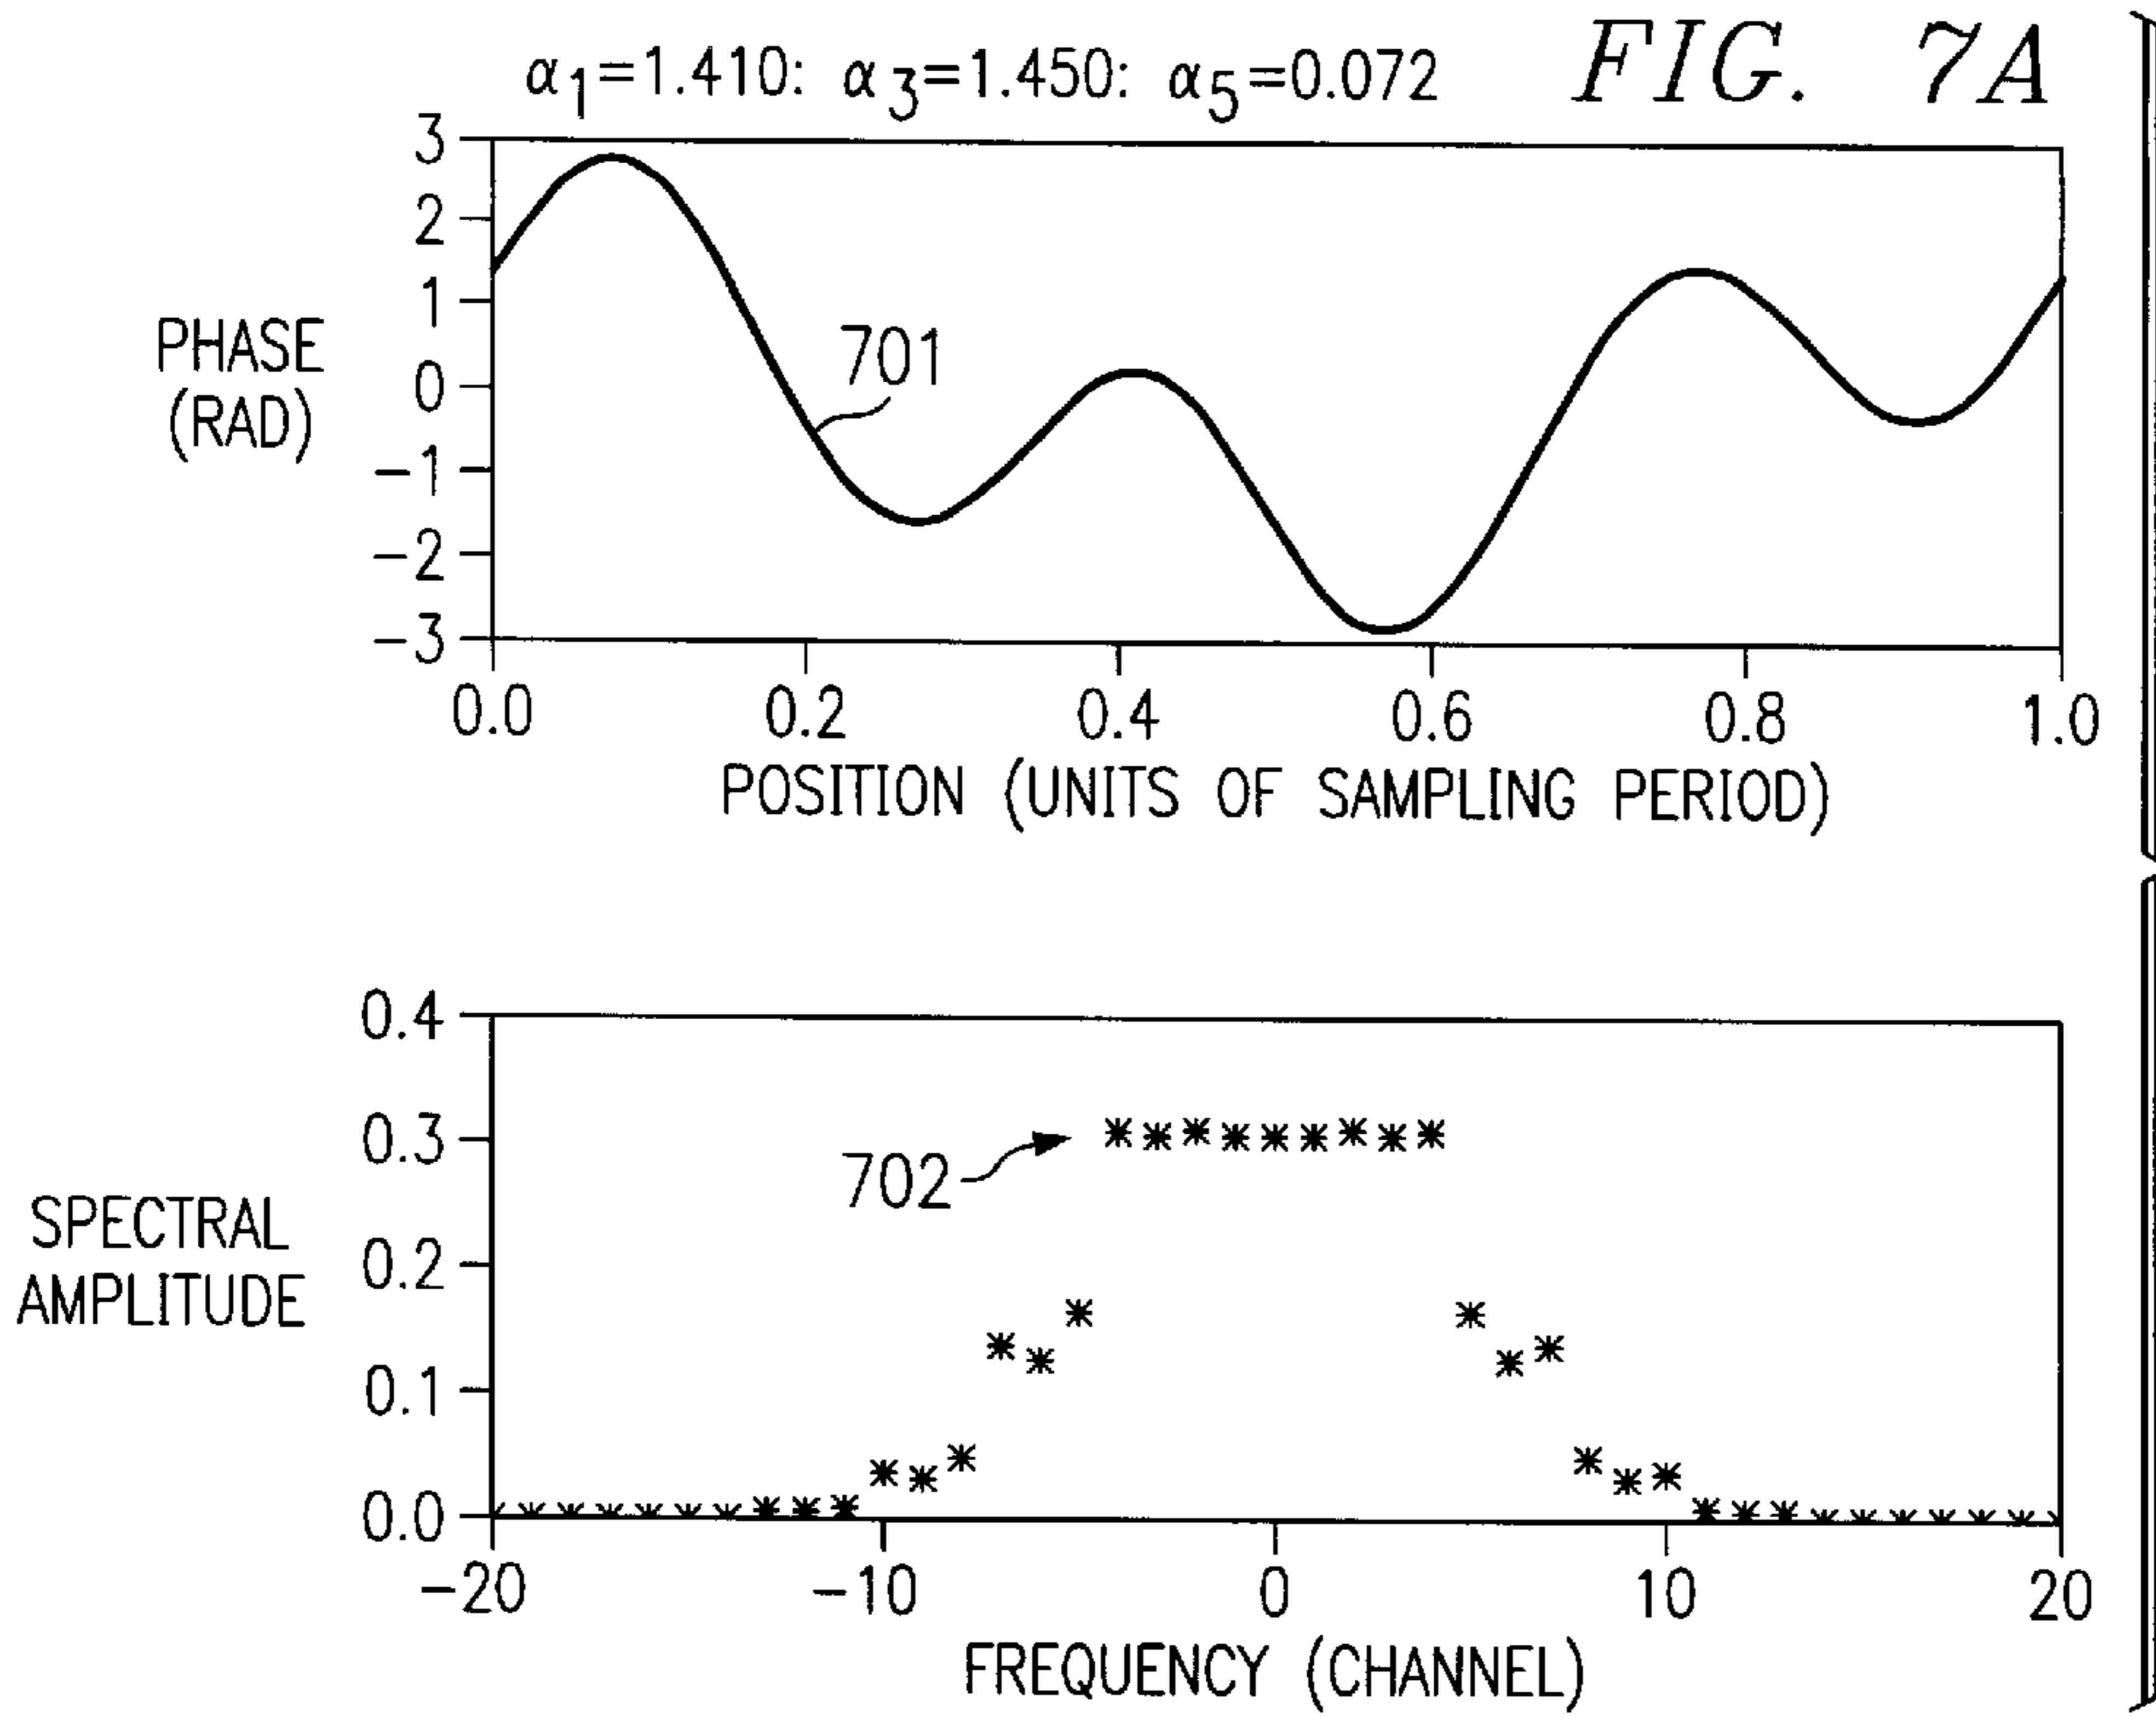 FIG. 7A
α1=1.410: α3=1.450: α5=0.072
3
2
1
0
-1
-2
-3
PHASE
(RAD)
701
0.0 0.2 0.4 0.6 0.8 1.0
POSITION (UNITS OF SAMPLING PERIOD)
0.4
0.3
0.2
0.1
0.0
702
SPECTRAL
AMPLITUDE
-20 -10 0 10 20
FREQUENCY (CHANNEL)